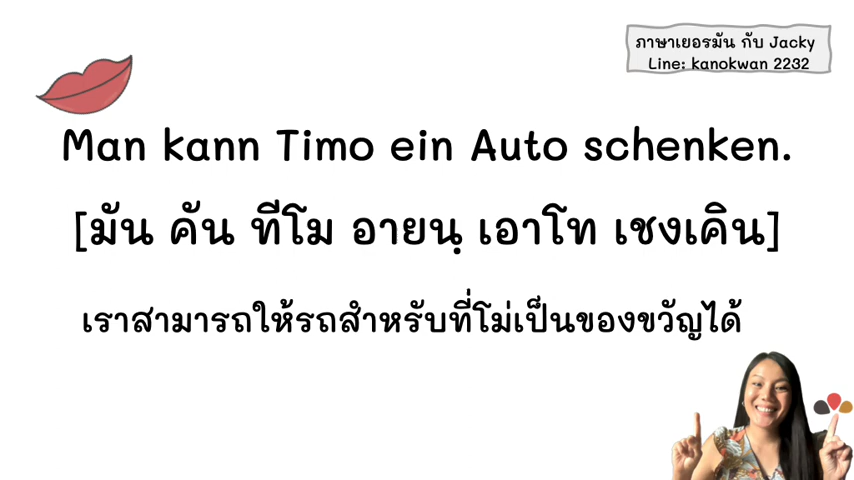 ภาษาเยอรมัน กับ Jacky
Line: kanokwan 2232
Man kann Timo ein Auto schenken.
[มัน คัน ทีโม อายนฺ เอาโท เชงเคิน]
เราสามารถให้รถสำหรับที่โม่เป็นของขวัญได้